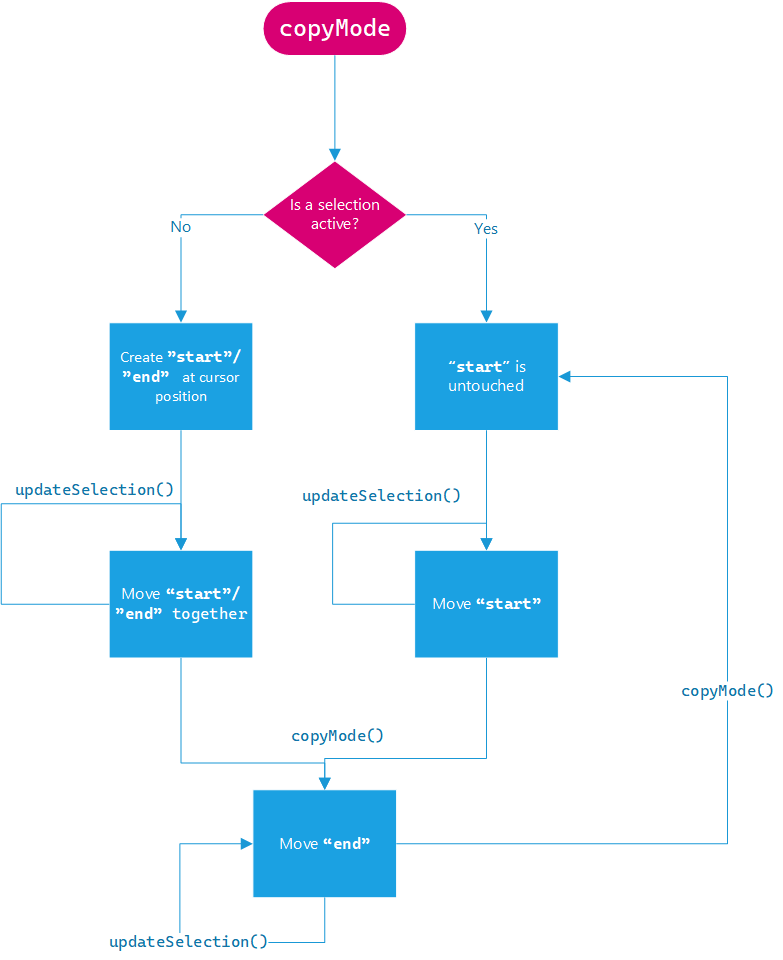 copyMode
Is a selection
active?
No
Yes
Create ”start”/
”end” at cursor
position
“start” is
untouched
updateSelection()
updateSelection()
Move “start”/
”end” together
Move “start”
copyMode()
copyMode()
Move “end”
updateSelection()